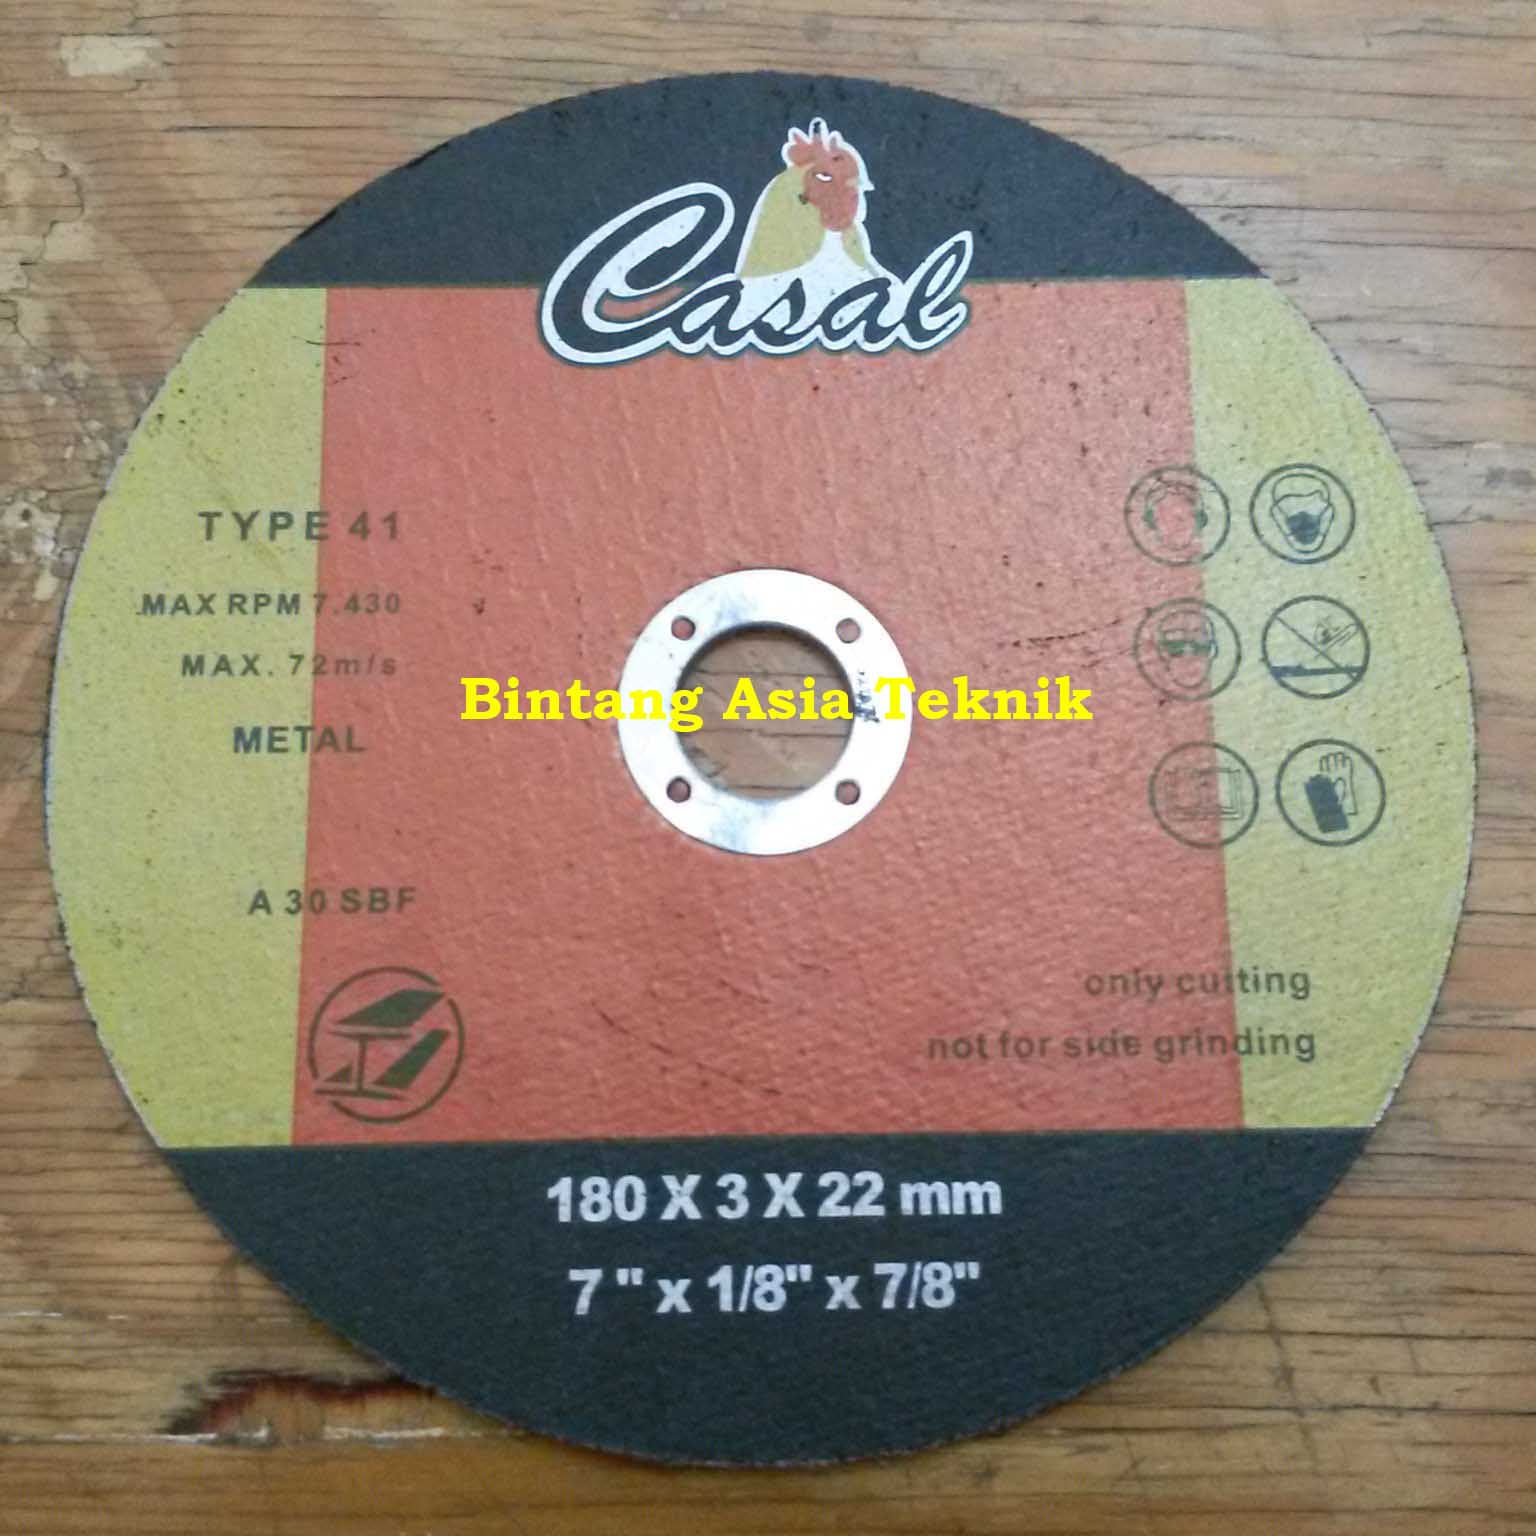 Casal
TYPE 41
MAX RPM 7.430
MAX. 72m/s
METAL
Bintang Asia Teknik
A 30 SBF
only cutting
not for side grinding
180 X 3 X 22 mm
7 " x 1/8" x 7/8"